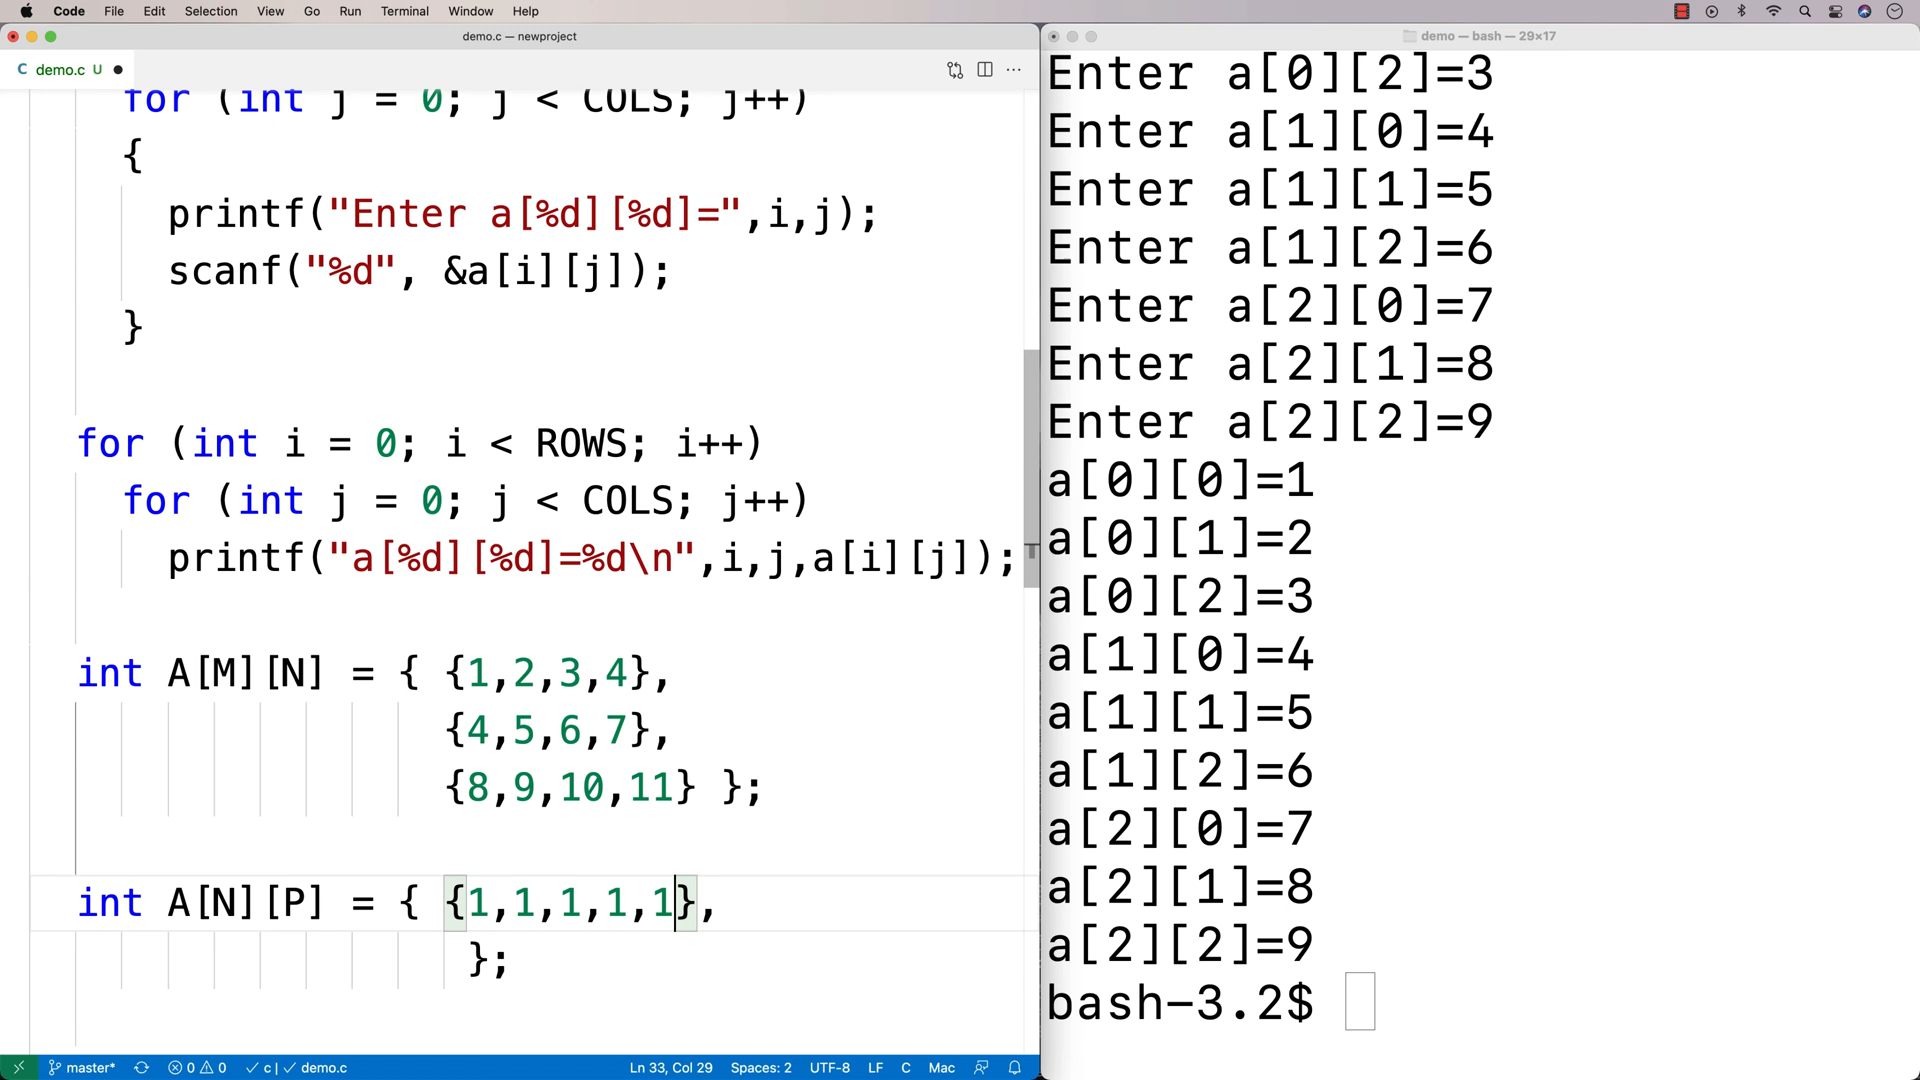 Code File Edit Selection View Go Run Terminal Window Help
demo.c — newproject
C demo.c U
for (int j = 0; j < COLS; j++)
{
printf("Enter a[%d][%d]=",i,j);
scanf("%d", &a[i][j]);
}
for (int i = 0; i < ROWS; i++)
for (int j = 0; j < COLS; j++)
printf("a[%d][%d]=%d\n",i,j,a[i][j]);
int A[M][N] = { {1,2,3,4},
{4,5,6,7},
{8,9,10,11} };
int A[N][P] = { {1,1,1,1,1},
};
master* 0 0 c | demo.c Ln 33, Col 29 Spaces: 2 UTF-8 LF C Mac
demo — bash — 29×17
Enter a[0][2]=3
Enter a[1][0]=4
Enter a[1][1]=5
Enter a[1][2]=6
Enter a[2][0]=7
Enter a[2][1]=8
Enter a[2][2]=9
a[0][0]=1
a[0][1]=2
a[0][2]=3
a[1][0]=4
a[1][1]=5
a[1][2]=6
a[2][0]=7
a[2][1]=8
a[2][2]=9
bash-3.2$